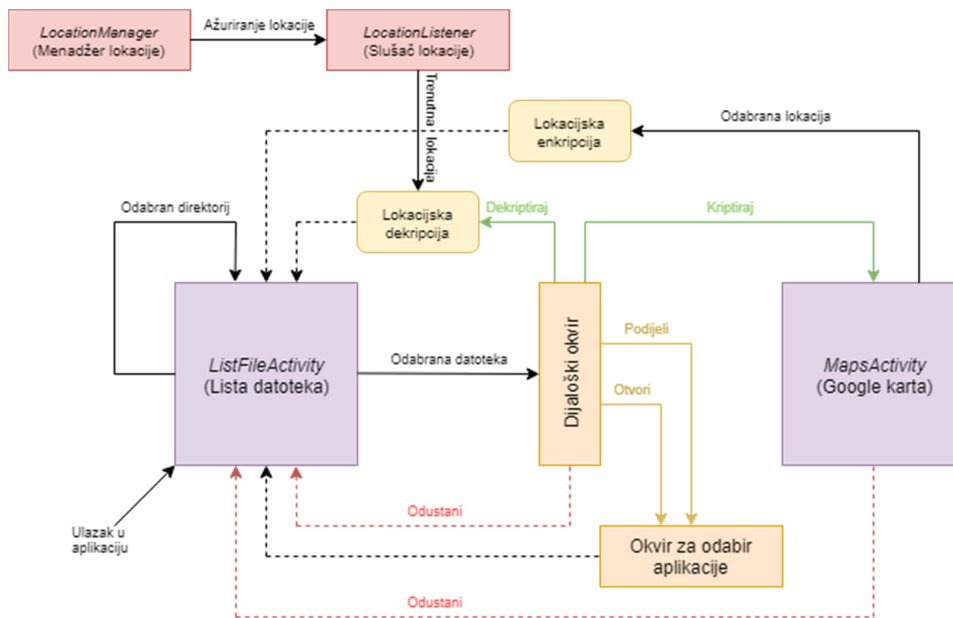 LocationManager
(Menadžer lokacije)
Ažuriranje lokacije
LocationListener
(Slušač lokacije)
Trenutna lokacija
Lokacijska
enkripcija
Odabrana lokacija
Odabran direktorij
Lokacijska
dekripcija
Dekriptiraj
Kriptiraj
ListFileActivity
(Lista datoteka)
Odabrana datoteka
Dijaloški okvir
Podijeli
Otvori
MapsActivity
(Google karta)
Ulazak u
aplikaciju
Odustani
Okvir za odabir
aplikacije
Odustani